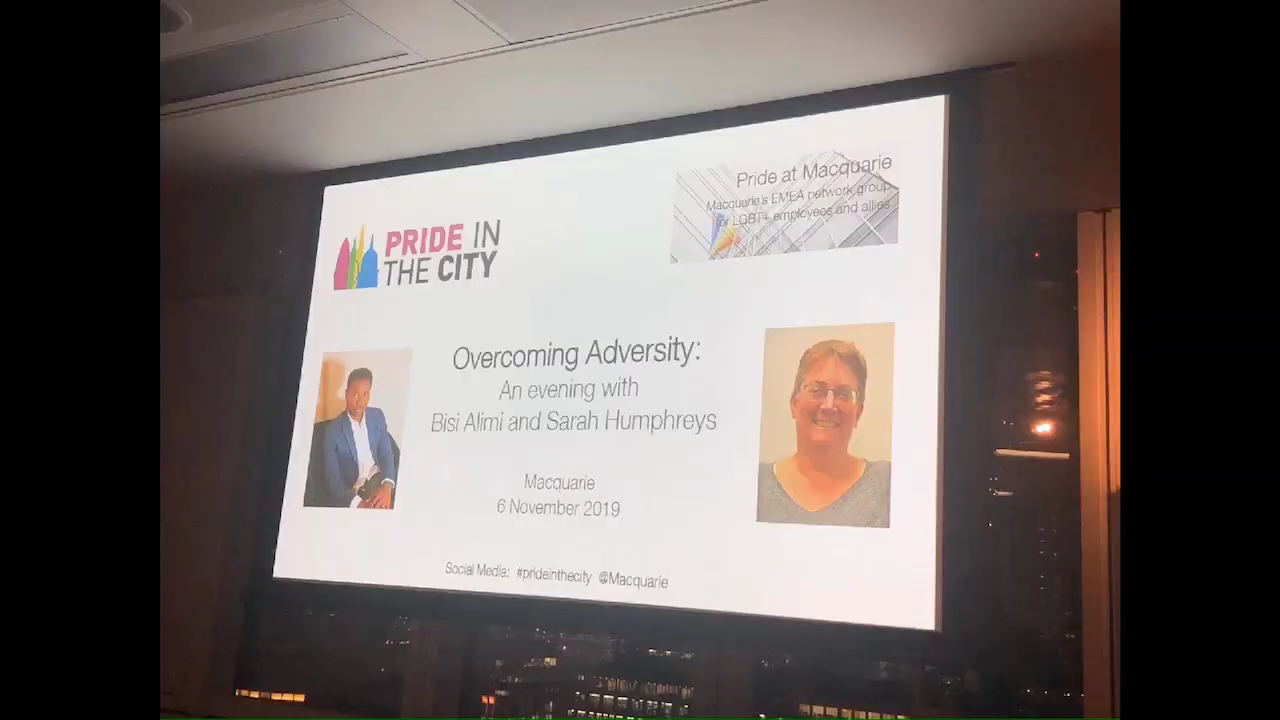 Pride at Macquarie
Macquarie's EMEA network group
for LGBT+ employees and allies
PRIDE IN
THE CITY
Overcoming Adversity:
An evening with
Bisi Alimi and Sarah Humphreys
Macquarie
6 November 2019
Social Media: #prideinthecity @Macquarie